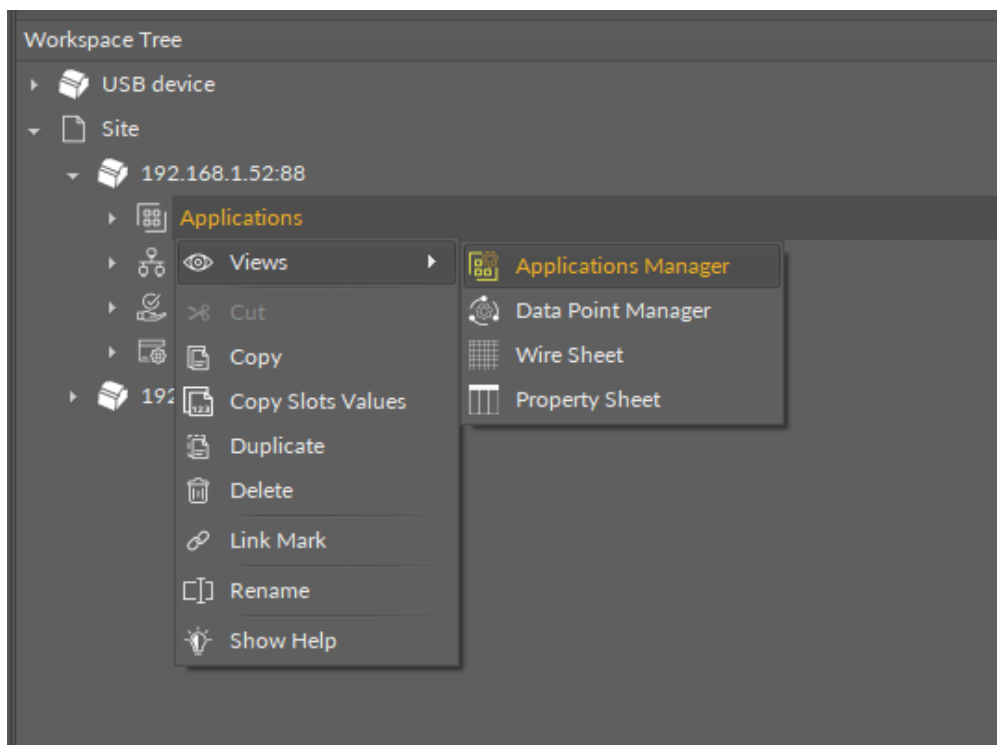 Workspace Tree
USB device
Site
192.168.1.52:88
Applications
Views
Cut
Copy
192
Copy Slots Values
Duplicate
Delete
Link Mark
Rename
Show Help
Applications Manager
Data Point Manager
Wire Sheet
Property Sheet